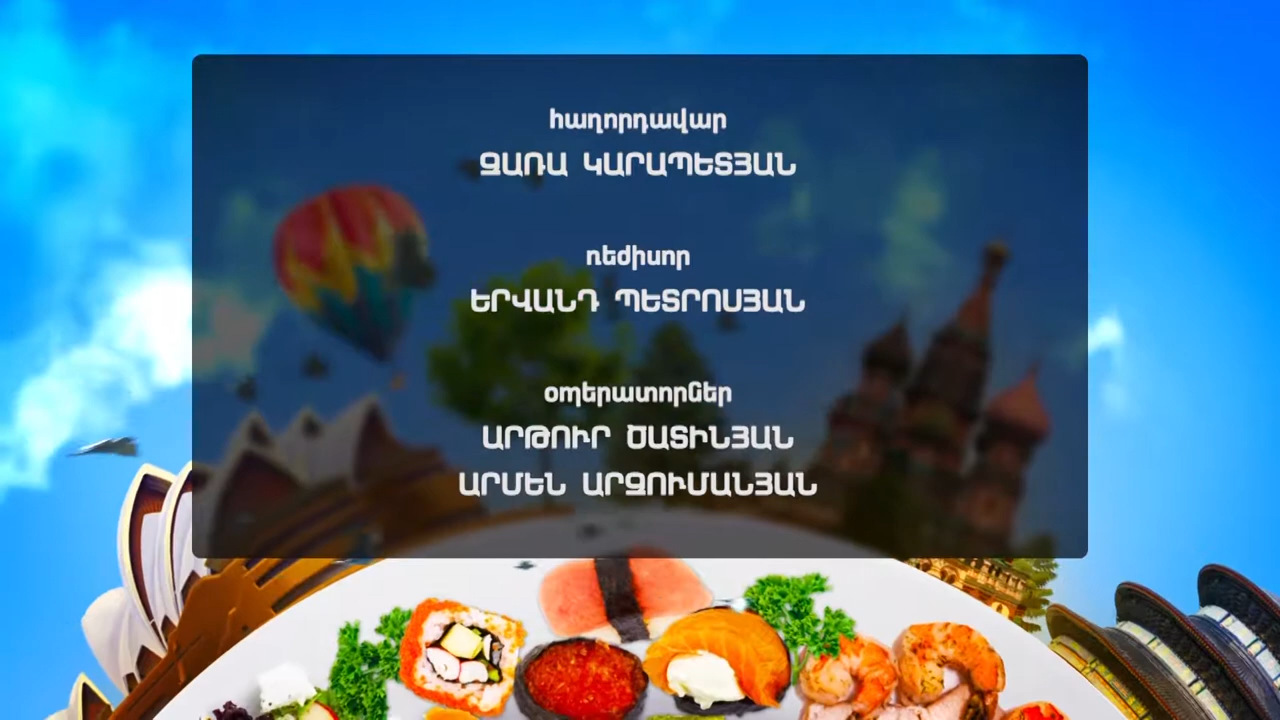 հաղորդավար
ԶԱՌԱ ԿԱՐԱՊԵՏՅԱՆ
ռեժիսոր
ԵՐՎԱՆԴ ՊԵՏՐՈՍՅԱՆ
օպերատորներ
ԱՐԹՈՒՐ ԾԱՏԻՆՅԱՆ
ԱՐՄԵՆ ԱՐԶՈՒՄԱՆՅԱՆ